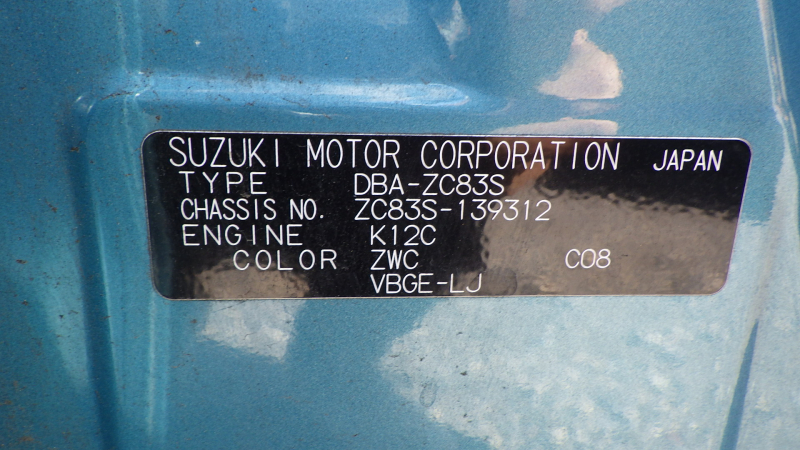 SUZUKI MOTOR CORPORATION JAPAN
TYPE DBA-ZC83S
CHASSIS NO. ZC83S-139312
ENGINE K12C
COLOR ZWC C08
VBGE-LJ